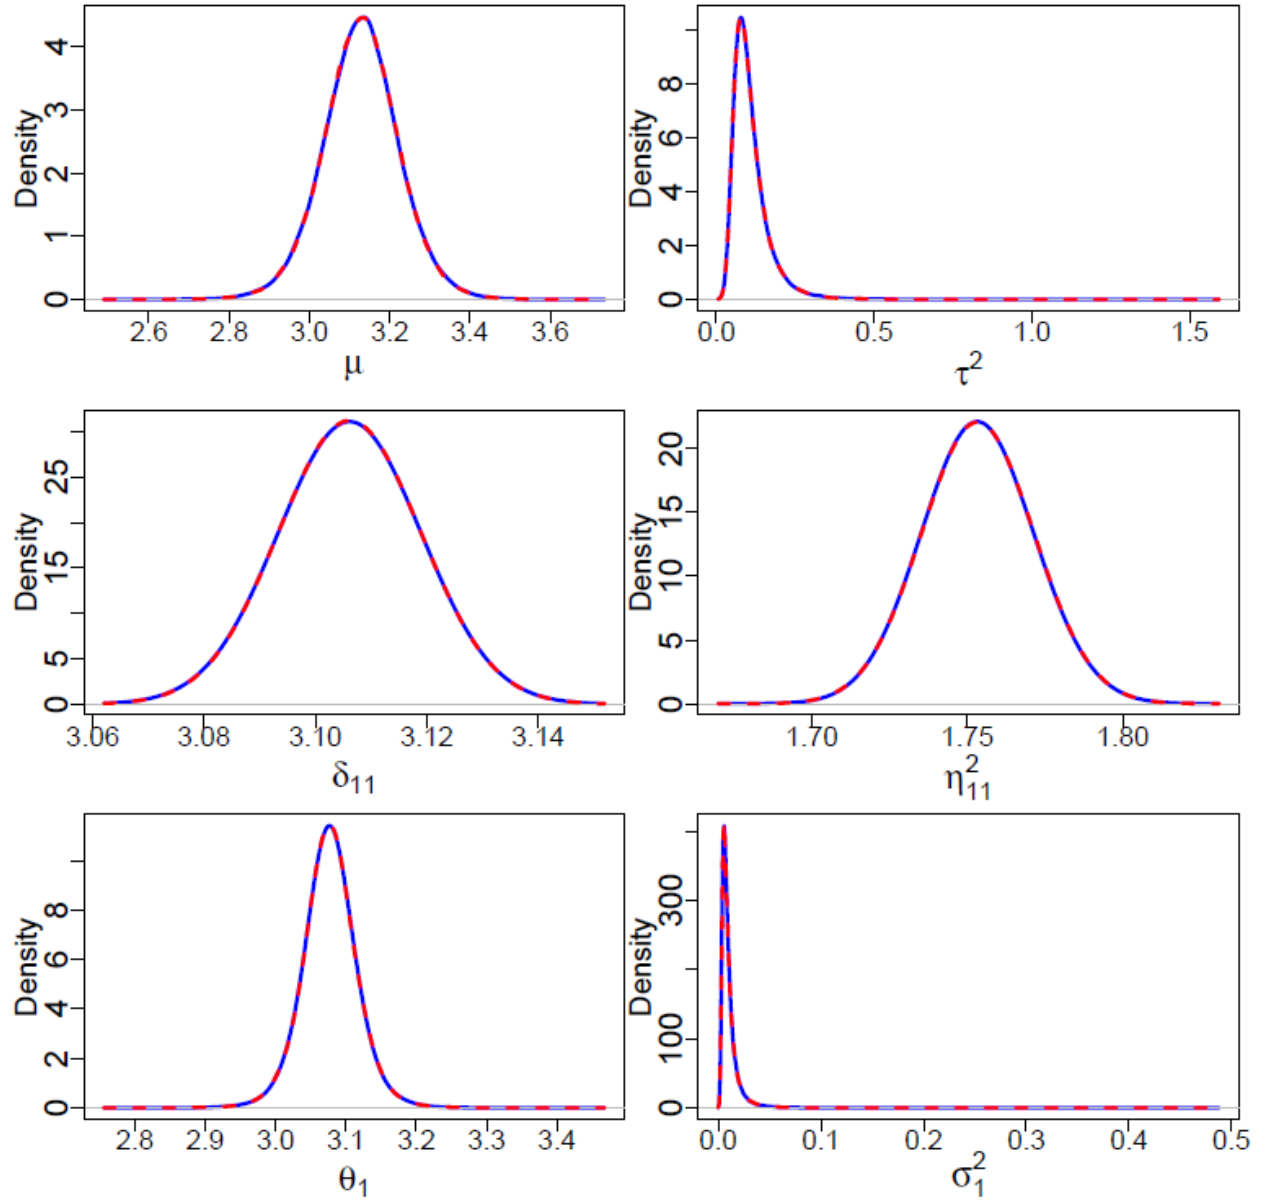 Density
0 1 2 3 4
2.6 2.8 3.0 3.2 3.4 3.6
μ
Density
0 2 4 6 8
0.0 0.5 1.0 1.5
τ²
Density
0 5 15 25
3.06 3.08 3.10 3.12 3.14
δ₁₁
Density
0 5 10 15 20
1.70 1.75 1.80
η²₁₁
Density
0 2 4 6 8
2.8 2.9 3.0 3.1 3.2 3.3 3.4
θ₁
Density
0 100 300
0.0 0.1 0.2 0.3 0.4 0.5
σ²₁